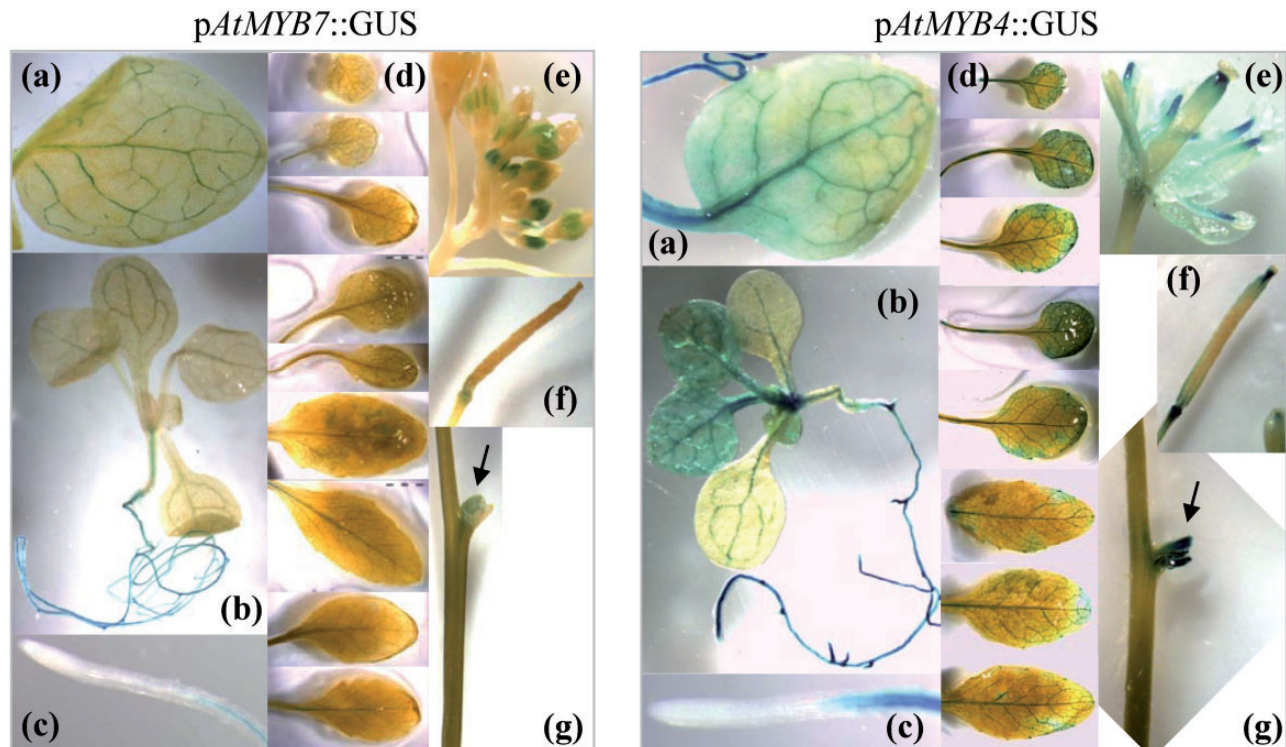 pAtMYB7::GUS
(a)
(d)
(e)
(f)
(b)
(c)
(g)
pAtMYB4::GUS
(d)
(e)
(a)
(b)
(f)
(c)
(g)